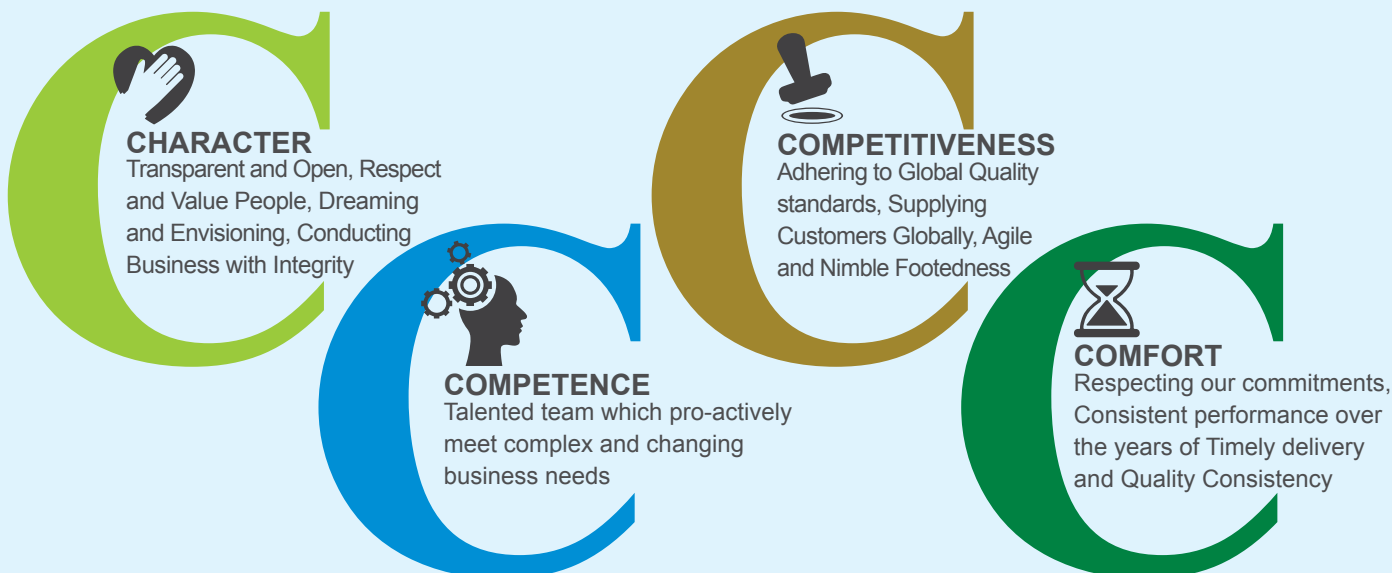 CHARACTER
Transparent and Open, Respect
and Value People, Dreaming
and Envisioning, Conducting
Business with Integrity
COMPETENCE
Talented team which pro-actively
meet complex and changing
business needs
COMPETITIVENESS
Adhering to Global Quality
standards, Supplying
Customers Globally, Agile
and Nimble Footedness
COMFORT
Respecting our commitments,
Consistent performance over
the years of Timely delivery
and Quality Consistency